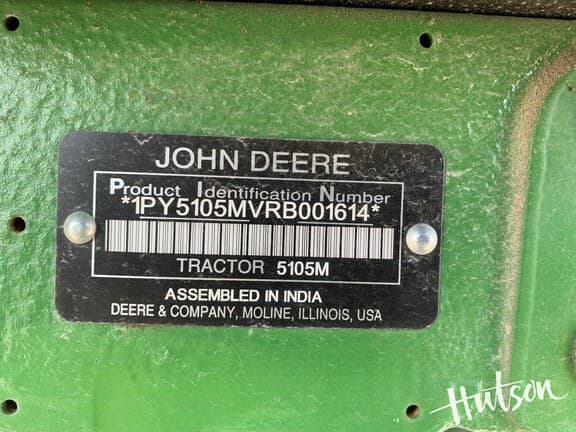 JOHN DEERE
Product Identification Number
*1PY5105MVRB001614*
TRACTOR 5105M
ASSEMBLED IN INDIA
DEERE & COMPANY, MOLINE, ILLINOIS, USA
Hutson